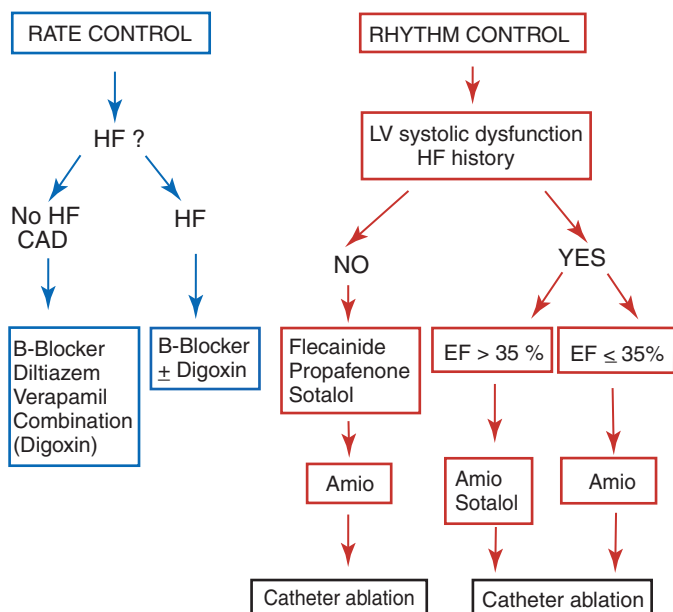 RATE CONTROL
HF ?
No HF
CAD
HF
B-Blocker
Diltiazem
Verapamil
Combination
(Digoxin)
B-Blocker
± Digoxin
RHYTHM CONTROL
LV systolic dysfunction
HF history
NO
YES
Flecainide
Propafenone
Sotalol
EF > 35 %
EF ≤ 35%
Amio
Amio
Sotalol
Amio
Catheter ablation
Catheter ablation